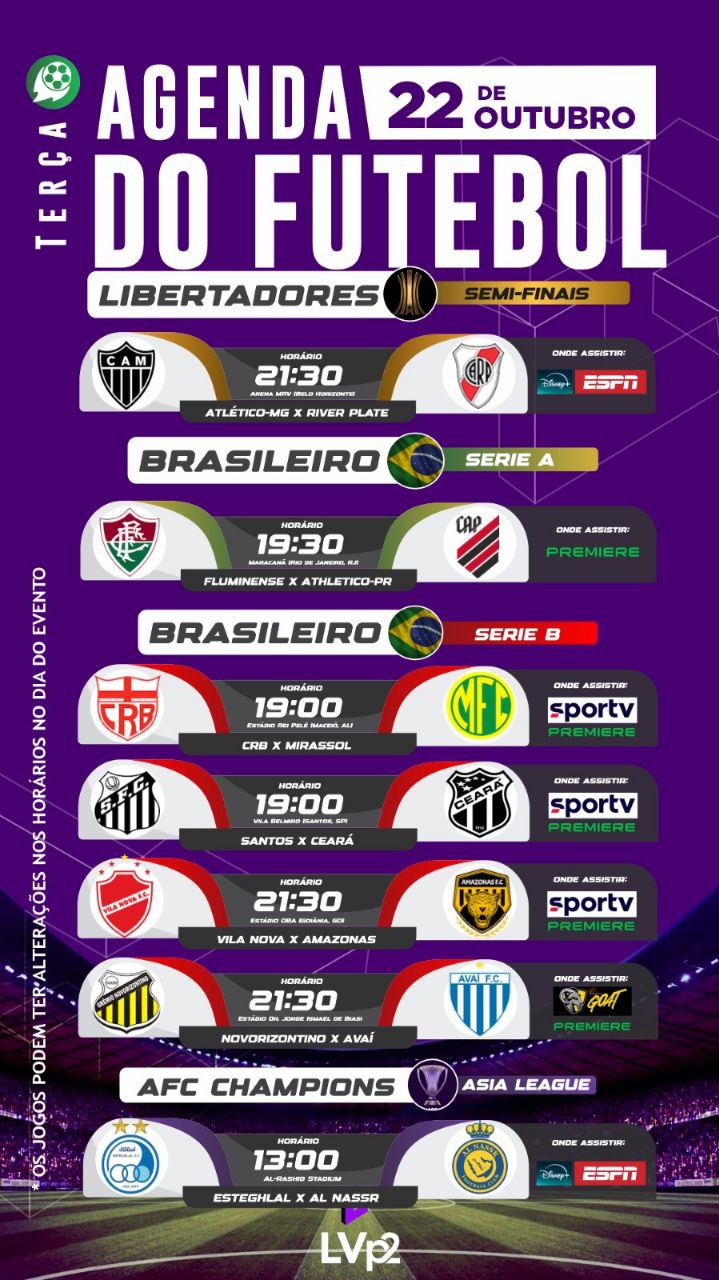 TERÇA
AGENDA
22 DE OUTUBRO
DO FUTEBOL
LIBERTADORES
SEMI-FINAIS
CAM
HORÁRIO
21:30
ARENA MRV (BELO HORIZONTE)
ATLÉTICO-MG X RIVER PLATE
CARP
ONDE ASSISTIR:
Disney+
ESPN
BRASILEIRO
SERIE A
HORÁRIO
19:30
MARACANÃ (RIO DE JANEIRO, RJ)
FLUMINENSE X ATHLETICO-PR
CAP
ONDE ASSISTIR:
PREMIERE
BRASILEIRO
SERIE B
CRB
HORÁRIO
19:00
ESTÁDIO REI PELÉ (MACEIÓ, AL)
CRB X MIRASSOL
MFC
ONDE ASSISTIR:
sportv
PREMIERE
S.F.C.
HORÁRIO
19:00
VILA BELMIRO (SANTOS, SP)
SANTOS X CEARÁ
CEARÁ
1914
ONDE ASSISTIR:
sportv
PREMIERE
VILA NOVA F.C.
HORÁRIO
21:30
ESTÁDIO OBA (GOIÂNIA, GO)
VILA NOVA X AMAZONAS
AMAZONAS F.C
ONDE ASSISTIR:
sportv
PREMIERE
GRÊMIO NOVORIZONTINO
HORÁRIO
21:30
ESTÁDIO DR. JORGE ISMAEL DE BIASI
NOVORIZONTINO X AVAÍ
AVAÍ F.C.
ONDE ASSISTIR:
GOAT
PREMIERE
AFC CHAMPIONS
ASIA LEAGUE
HORÁRIO
13:00
AL-RASHID STADIUM
ESTEGHLAL X AL NASSR
AL NASSR
ONDE ASSISTIR:
Disney+
ESPN
* OS JOGOS PODEM TER ALTERAÇÕES NOS HORÁRIOS NO DIA DO EVENTO
LVp2